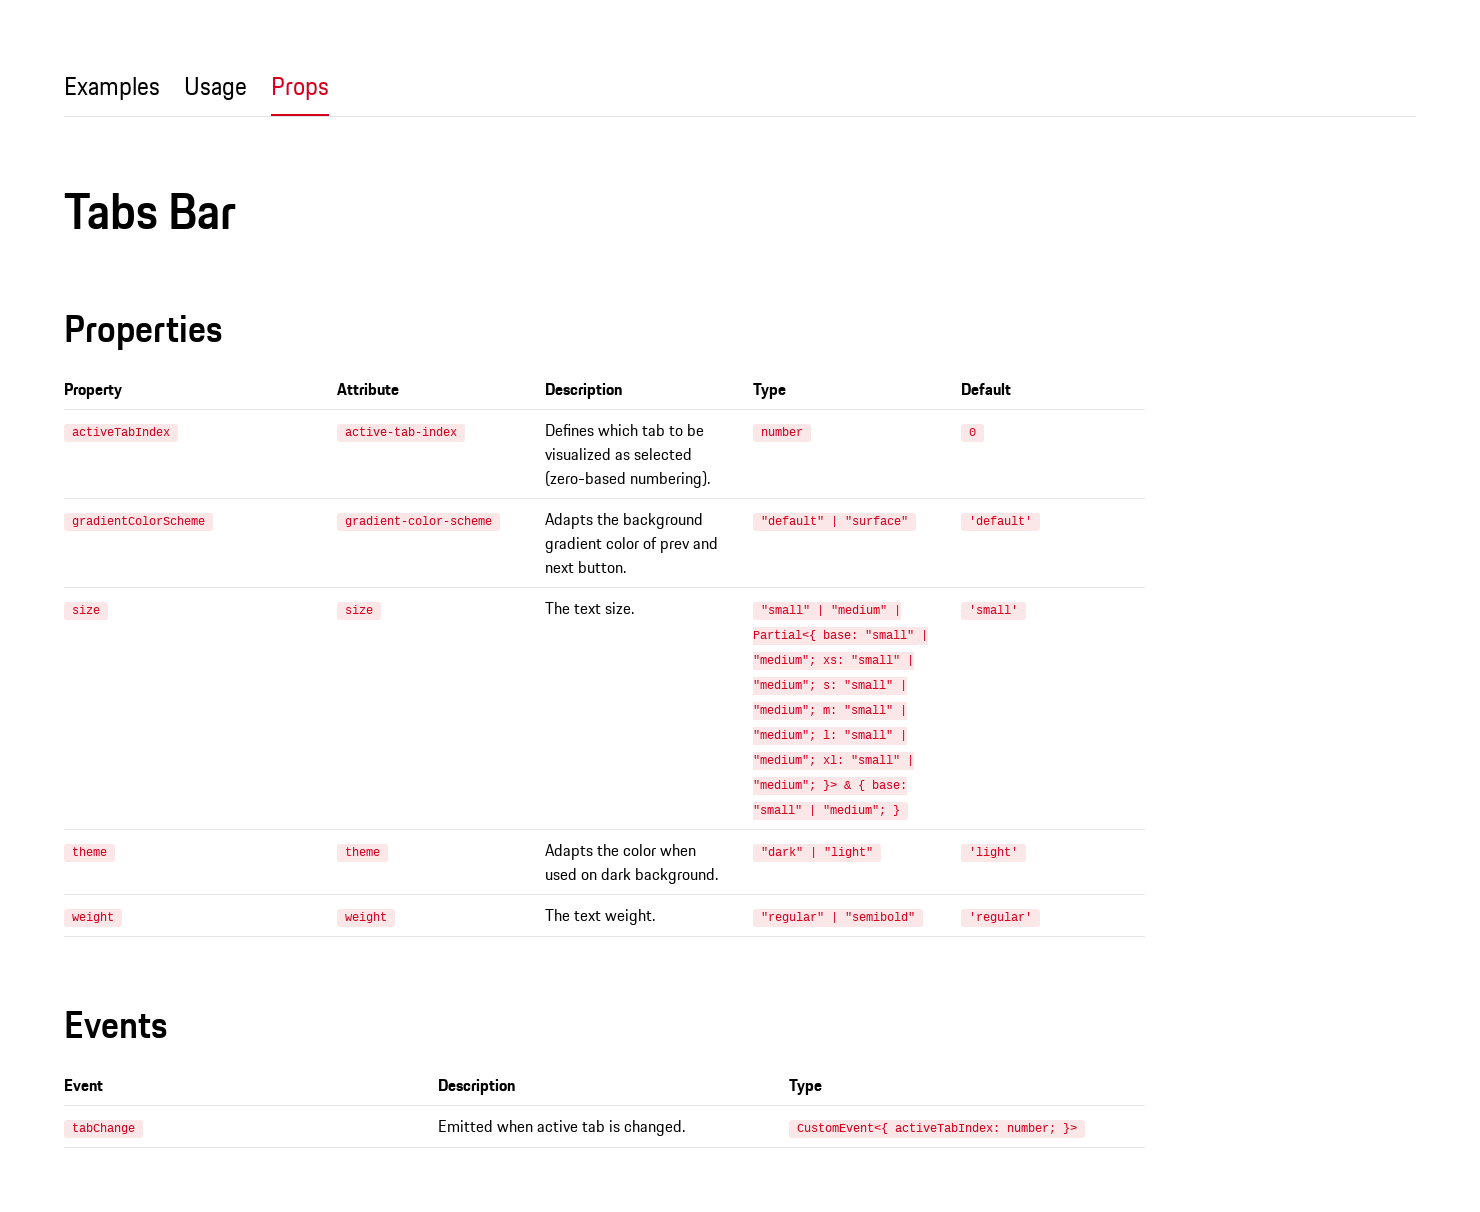 Examples Usage Props
Tabs Bar
Properties
Property Attribute Description Type Default
activeTabIndex active-tab-index Defines which tab to be number 0
visualized as selected
(zero-based numbering).
gradientColorScheme gradient-color-scheme Adapts the background "default" | "surface" 'default'
gradient color of prev and
next button.
size size The text size. "small" | "medium" | 'small'
Partial<{ base: "small" |
"medium"; xs: "small" |
"medium"; s: "small" |
"medium"; m: "small" |
"medium"; l: "small" |
"medium"; xl: "small" |
"medium"; }> & { base:
"small" | "medium"; }
theme theme Adapts the color when "dark" | "light" 'light'
used on dark background.
weight weight The text weight. "regular" | "semibold" 'regular'
Events
Event Description Type
tabChange Emitted when active tab is changed. CustomEvent<{ activeTabIndex: number; }>